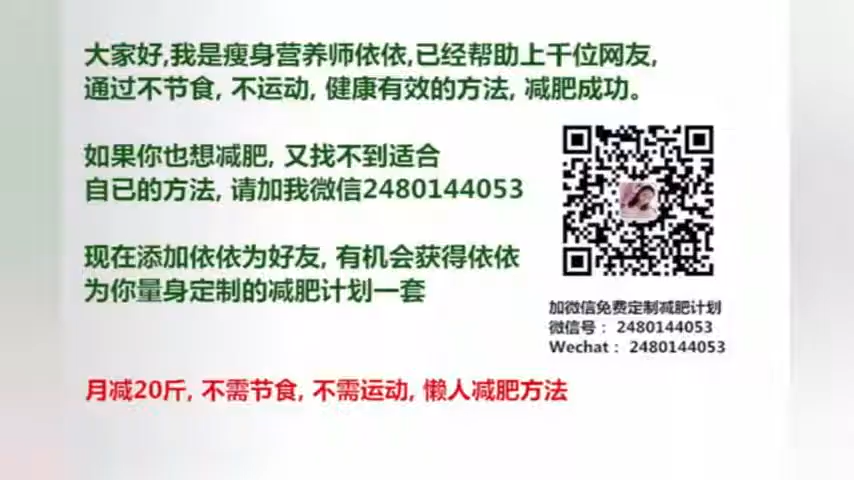 大家好,我是瘦身营养师依依,已经帮助上千位网友,
通过不节食, 不运动, 健康有效的方法, 减肥成功。
如果你也想减肥, 又找不到适合
自已的方法, 请加我微信2480144053
现在添加依依为好友, 有机会获得依依
为你量身定制的减肥计划一套
加微信免费定制减肥计划
微信号： 2480144053
Wechat： 2480144053
月减20斤, 不需节食, 不需运动, 懒人减肥方法